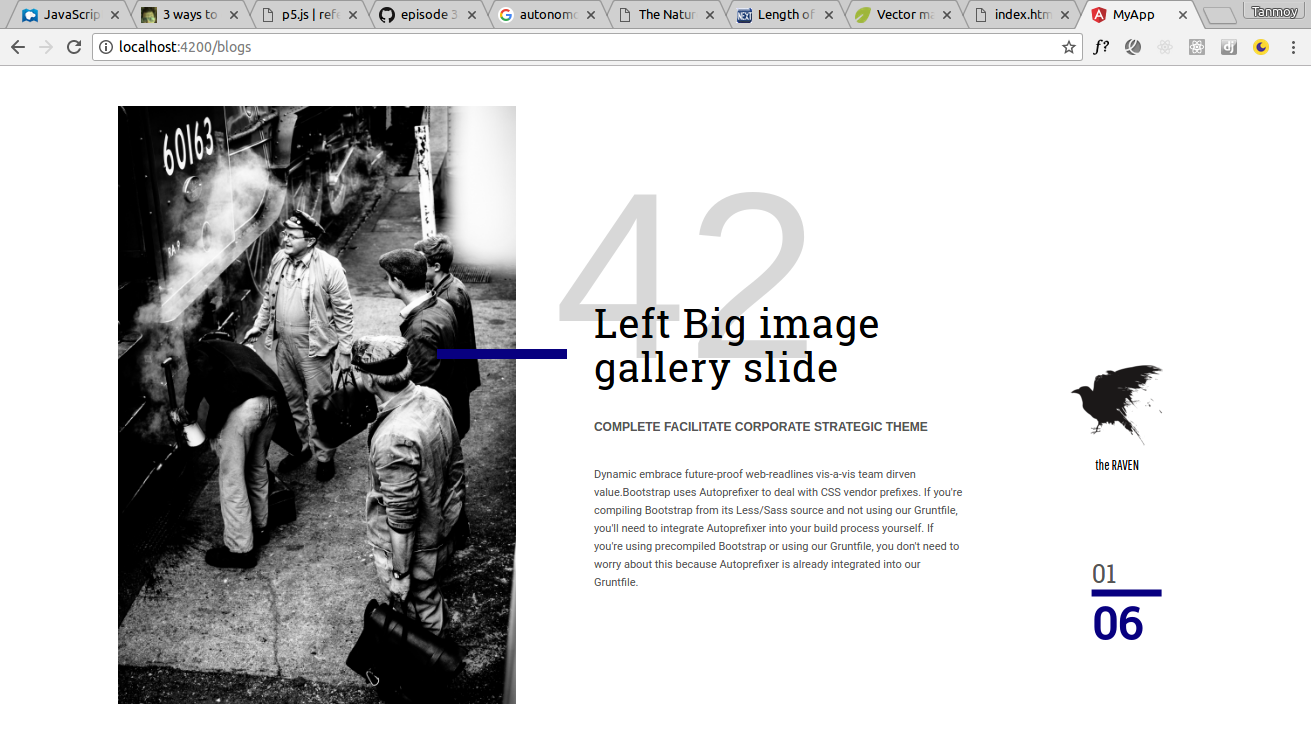 JavaScrip
3 ways to
p5.js | refe
episode 3
autonomo
The Natur
Length of
Vector ma
index.htm
MyApp
Tanmoy
localhost:4200/blogs
f?
dj
60163
42
Left Big image
gallery slide
COMPLETE FACILITATE CORPORATE STRATEGIC THEME
Dynamic embrace future-proof web-readlines vis-a-vis team dirven
value.Bootstrap uses Autoprefixer to deal with CSS vendor prefixes. If you're
compiling Bootstrap from its Less/Sass source and not using our Gruntfile,
you'll need to integrate Autoprefixer into your build process yourself. If
you're using precompiled Bootstrap or using our Gruntfile, you don't need to
worry about this because Autoprefixer is already integrated into our
Gruntfile.
the RAVEN
01
06